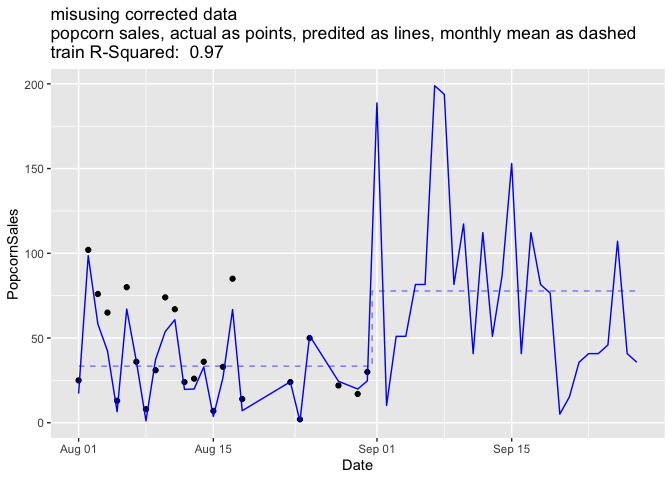 misusing corrected data
popcorn sales, actual as points, predited as lines, monthly mean as dashed
train R-Squared:  0.97
200
150
100
50
0
PopcornSales
Aug 01
Aug 15
Sep 01
Sep 15
Date